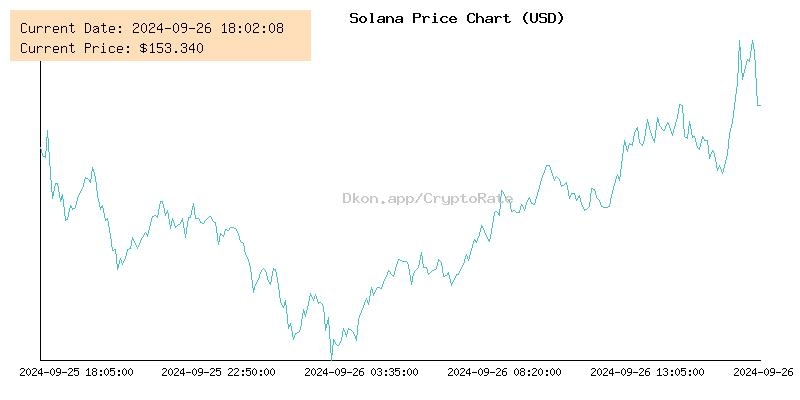 Solana Price Chart (USD)
Current Date: 2024-09-26 18:02:08
Current Price: $153.340
Dkon.app/CryptoRate
2024-09-25 18:05:00 2024-09-25 22:50:00 2024-09-26 03:35:00 2024-09-26 08:20:00 2024-09-26 13:05:00 2024-09-26